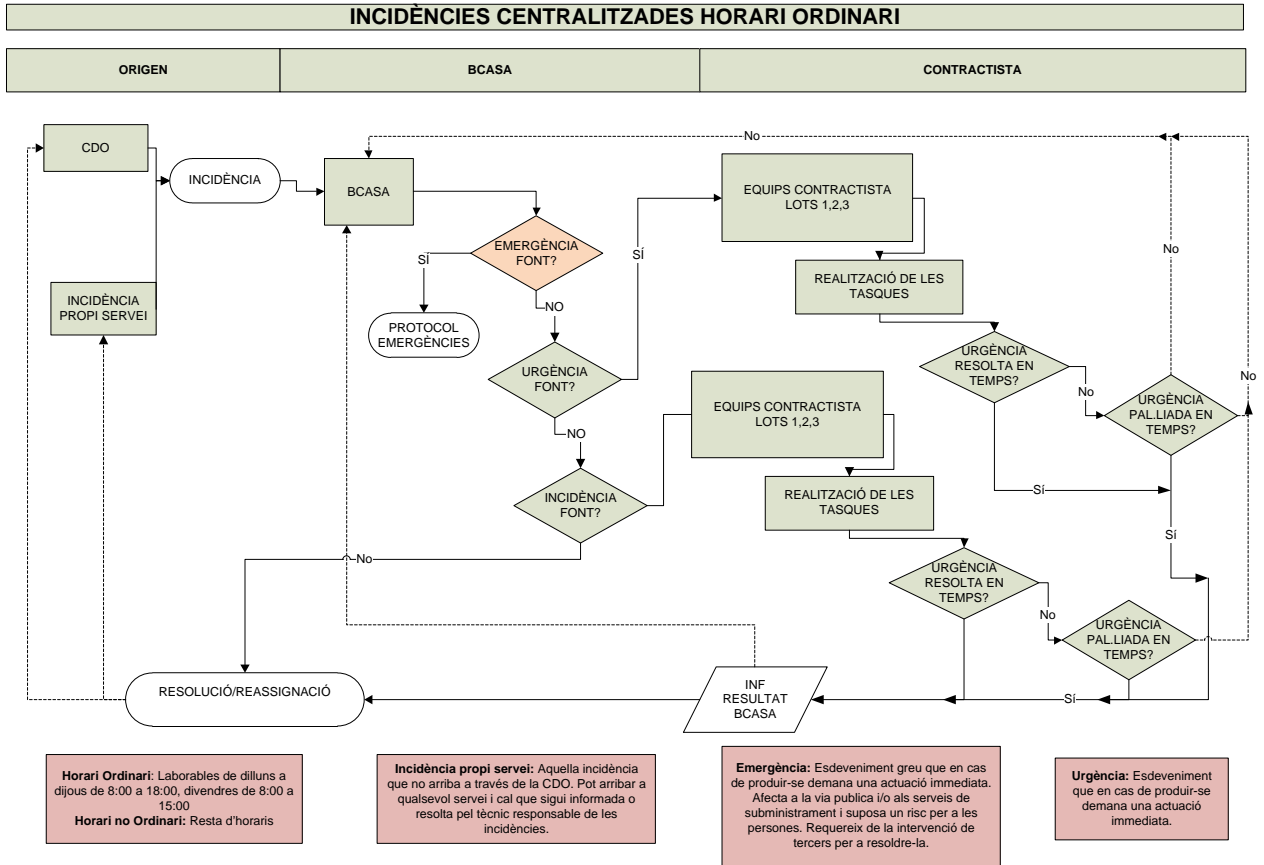 INCIDÈNCIES CENTRALITZADES HORARI ORDINARI
ORIGEN
BCASA
CONTRACTISTA
No
CDO
INCIDÈNCIA
BCASA
EQUIPS CONTRACTISTA
LOTS 1,2,3
EMERGÈNCIA
FONT?
SÍ
SÍ
No
INCIDÈNCIA
PROPI SERVEI
REALITZACIÓ DE LES
TASQUES
NO
PROTOCOL
EMERGÈNCIES
URGÈNCIA
RESOLTA EN
TEMPS?
URGÈNCIA
FONT?
No
No
URGÈNCIA
PAL.LIADA EN
TEMPS?
EQUIPS CONTRACTISTA
LOTS 1,2,3
NO
INCIDÈNCIA
FONT?
REALITZACIÓ DE LES
TASQUES
Sí
Sí
No
URGÈNCIA
RESOLTA EN
TEMPS?
No
URGÈNCIA
PAL.LIADA EN
TEMPS?
RESOLUCIÓ/REASSIGNACIÓ
INF
RESULTAT
BCASA
Sí
Horari Ordinari: Laborables de dilluns a
dijous de 8:00 a 18:00, divendres de 8:00 a
15:00
Horari no Ordinari: Resta d'horaris
Incidència propi servei: Aquella incidència
que no arriba a través de la CDO. Pot arribar a
qualsevol servei i cal que sigui informada o
resolta pel tècnic responsable de les
incidències.
Emergència: Esdeveniment greu que en cas
de produir-se demana una actuació immediata.
Afecta a la via publica i/o als serveis de
subministrament i suposa un risc per a les
persones. Requereix de la intervenció de
tercers per a resoldre-la.
Urgència: Esdeveniment
que en cas de produir-se
demana una actuació
immediata.